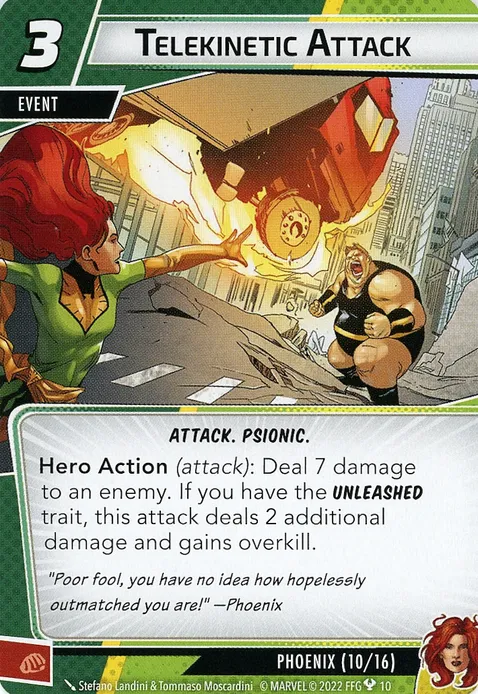 3
TELEKINETIC ATTACK
EVENT
ATTACK. PSIONIC.
Hero Action (attack): Deal 7 damage
to an enemy. If you have the UNLEASHED
trait, this attack deals 2 additional
damage and gains overkill.
"Poor fool, you have no idea how hopelessly
outmatched you are!" —Phoenix
PHOENIX (10/16)
Stefano Landini & Tommaso Moscardini © MARVEL © 2022 FFG 10